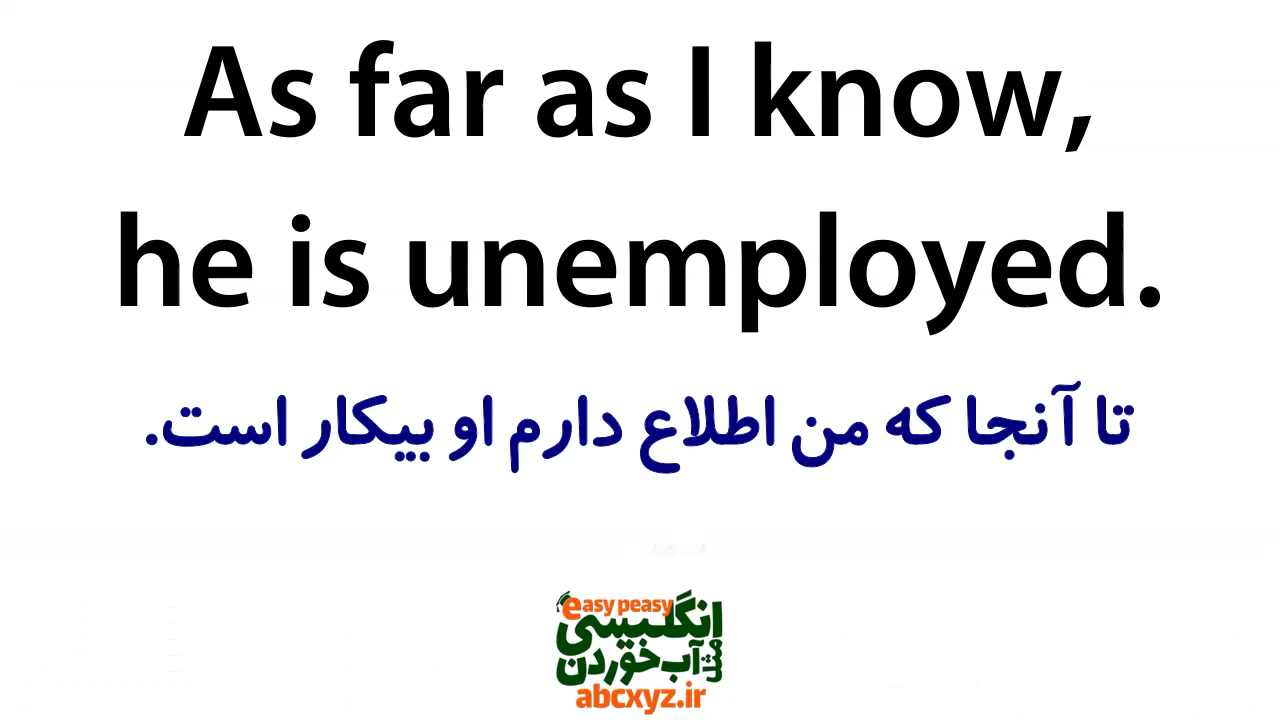 As far as I know,
he is unemployed.
تا آنجا که من اطلاع دارم او بیکار است.
easy peasy
انگلیسی
مثل
آب خوردن
abcxyz.ir